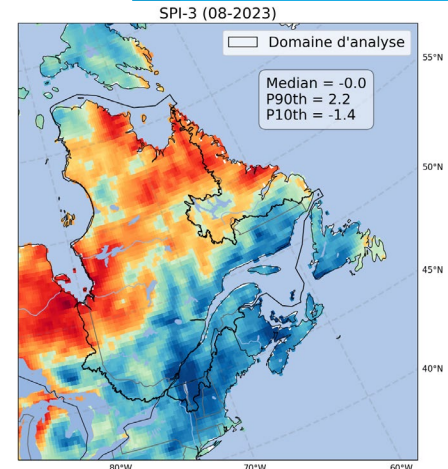 SPI-3 (08-2023)
Domaine d'analyse
Median = -0.0
P90th = 2.2
P10th = -1.4
55°N
50°N
45°N
40°N
80°W
70°W
60°W